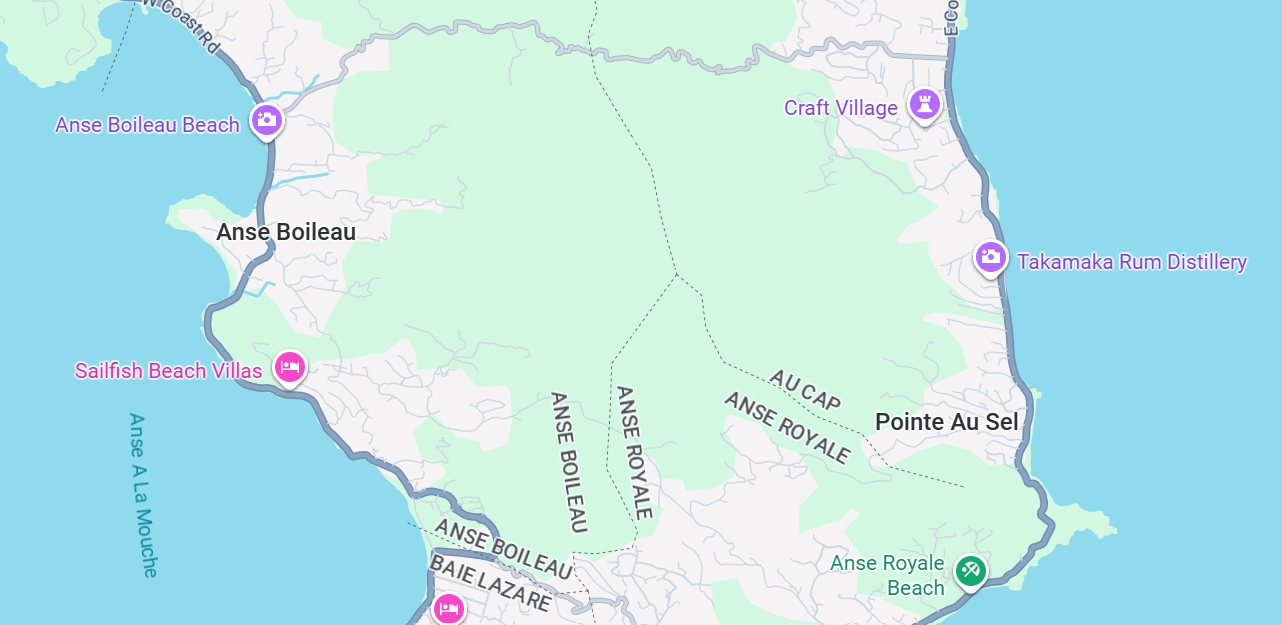 W Coast Rd
E Co
Craft Village
Anse Boileau Beach
Anse Boileau
Takamaka Rum Distillery
Sailfish Beach Villas
AU CAP
ANSE ROYALE
Pointe Au Sel
ANSE BOILEAU
ANSE ROYALE
Anse A La Mouche
ANSE BOILEAU
BAIE LAZARE
Anse Royale
Beach